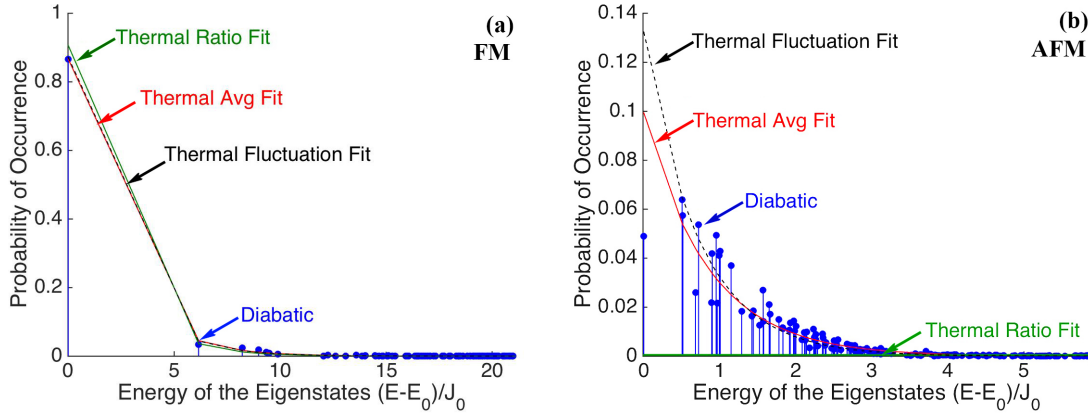 (a)
FM
Thermal Ratio Fit
Thermal Avg Fit
Thermal Fluctuation Fit
Diabatic
Probability of Occurrence
1
0.8
0.6
0.4
0.2
0
0 5 10 15 20
Energy of the Eigenstates (E-E0)/J0
(b)
AFM
Thermal Fluctuation Fit
Thermal Avg Fit
Diabatic
Thermal Ratio Fit
Probability of Occurrence
0.14
0.12
0.1
0.08
0.06
0.04
0.02
0
0 1 2 3 4 5
Energy of the Eigenstates (E-E0)/J0